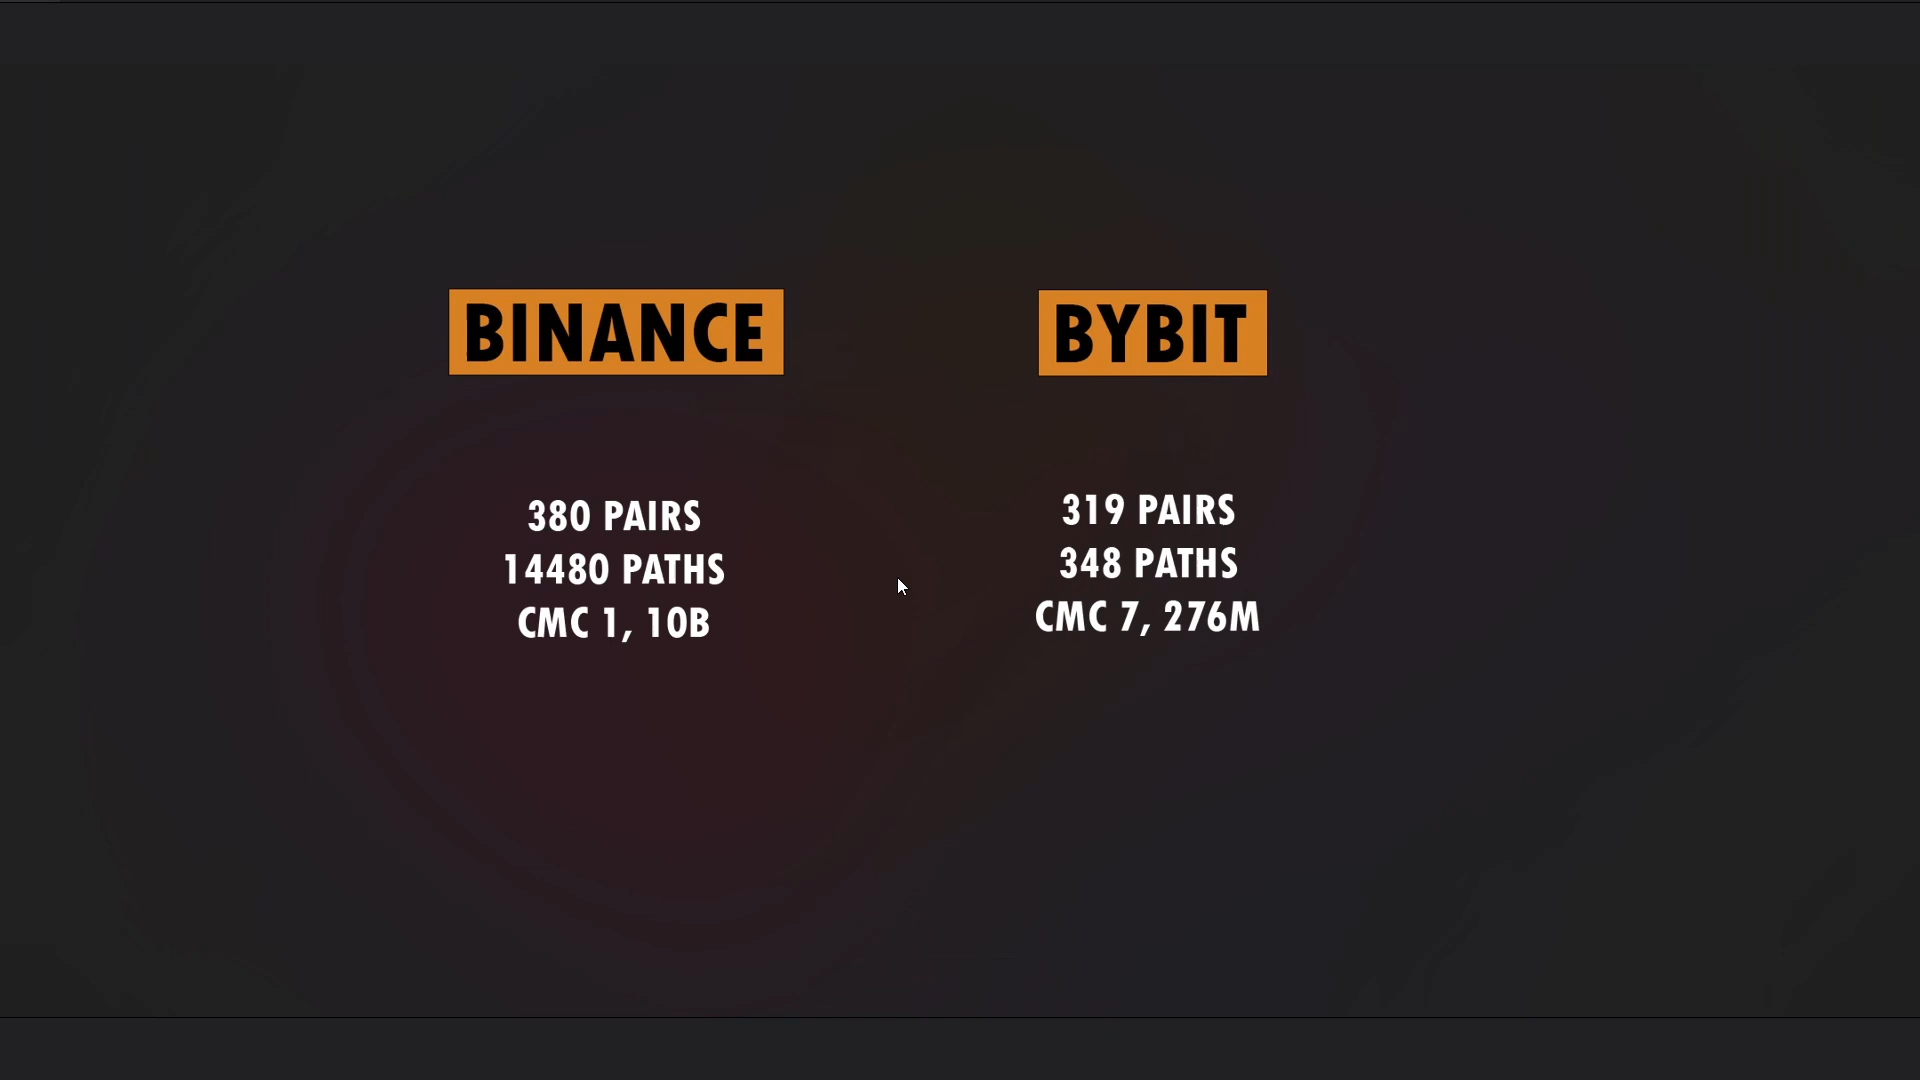 BINANCE
380 PAIRS
14480 PATHS
CMC 1, 10B
BYBIT
319 PAIRS
348 PATHS
CMC 7, 276M